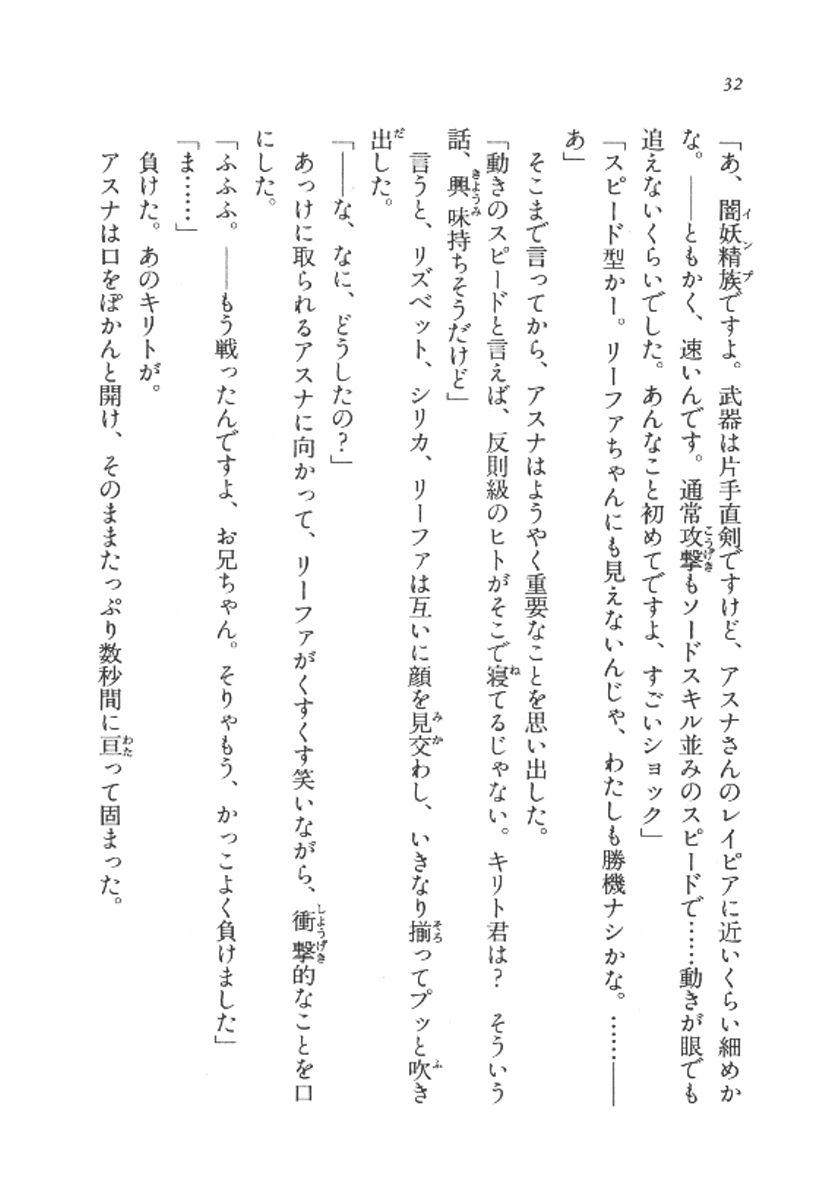 32
「あ、闇妖精族ですよ。武器は片手直剣ですけど、アスナさんのレイピアに近いくらい細めか
な。――ともかく、速いんです。通常攻撃もソードスキル並みのスピードで……動きが眼でも
追えないくらいでした。あんなこと初めてですよ、すごいショック」
「スピード型かー。リーファちゃんにも見えないんじゃ、わたしも勝機ナシかな。……――
あ」
そこまで言ってから、アスナはようやく重要なことを思い出した。
「動きのスピードと言えば、反則級のヒトがそこで寝てるじゃない。キリト君は？　そういう
話、興味持ちそうだけど」
言うと、リズベット、シリカ、リーファは互いに顔を見交わし、いきなり揃ってプッと吹き
出した。
「――な、なに、どうしたの？」
あっけに取られるアスナに向かって、リーファがくすくす笑いながら、衝撃的なことを口
にした。
「ふふふ。――もう戦ったんですよ、お兄ちゃん。そりゃもう、かっこよく負けました」
「ま……」
負けた。あのキリトが。
アスナは口をぽかんと開け、そのままたっぷり数秒間に亘って固まった。